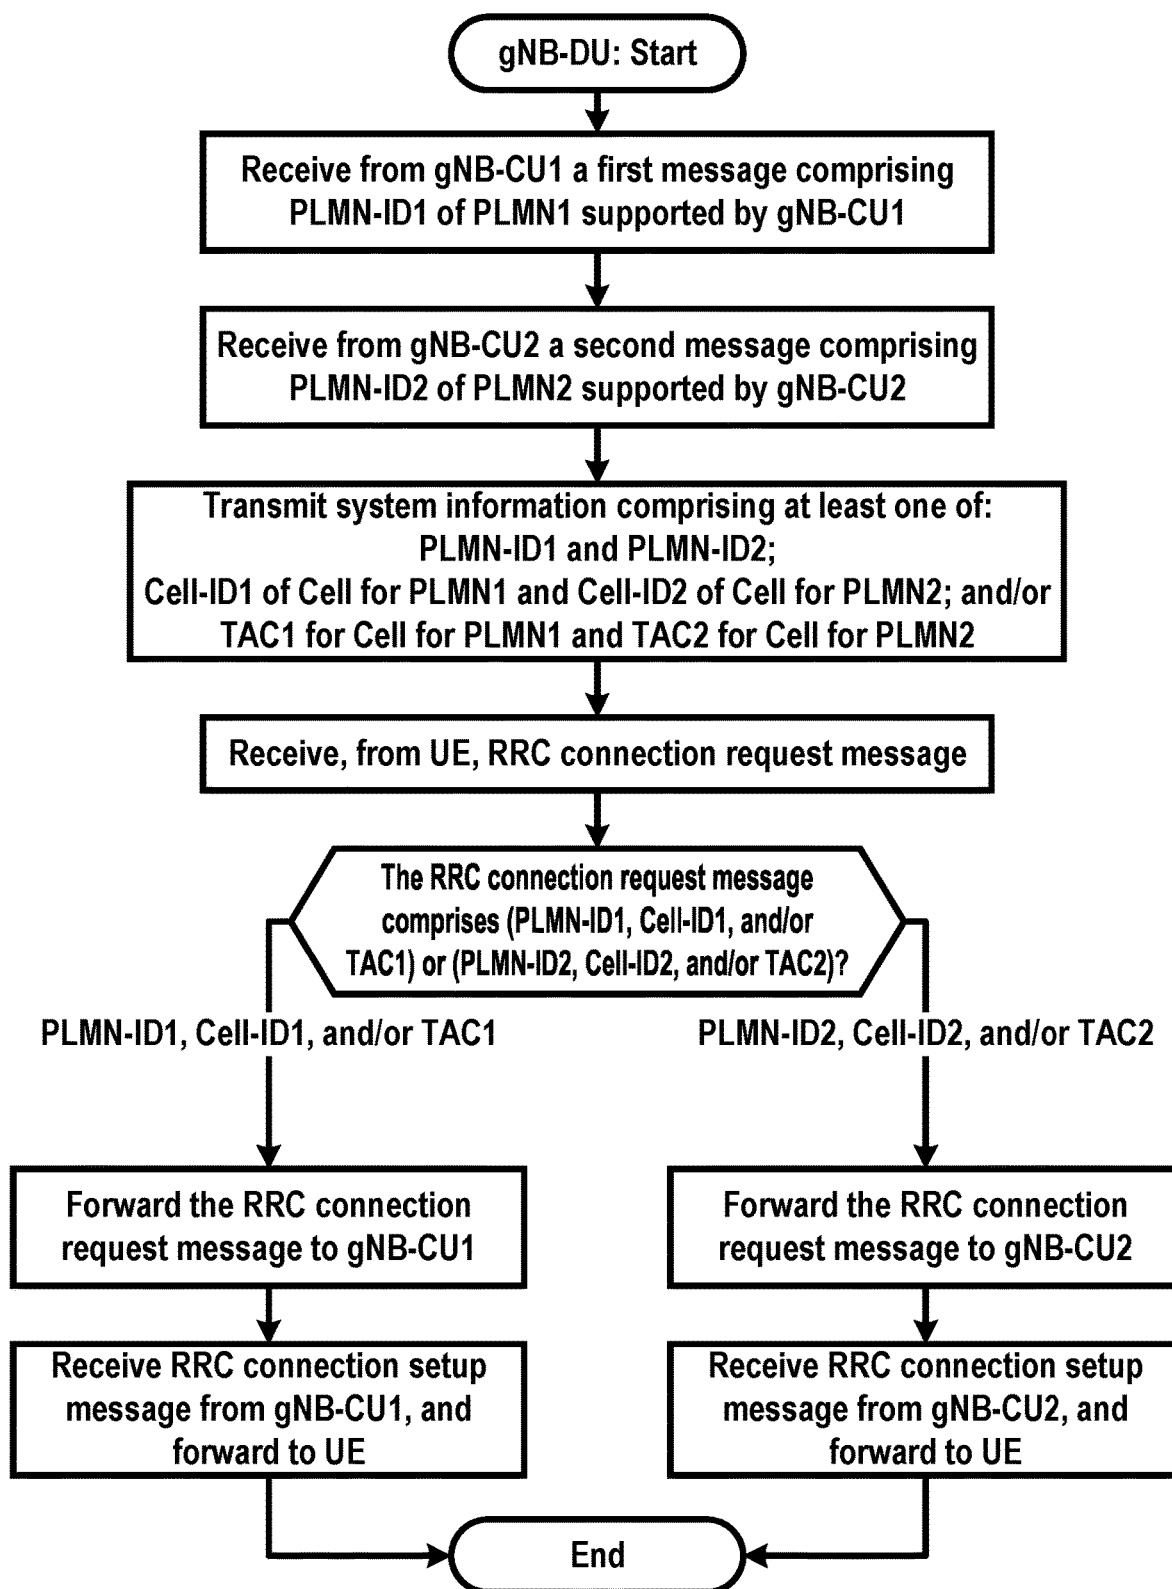 gNB-DU: Start
Receive from gNB-CU1 a first message comprising
PLMN-ID1 of PLMN1 supported by gNB-CU1
Receive from gNB-CU2 a second message comprising
PLMN-ID2 of PLMN2 supported by gNB-CU2
Transmit system information comprising at least one of:
PLMN-ID1 and PLMN-ID2;
Cell-ID1 of Cell for PLMN1 and Cell-ID2 of Cell for PLMN2; and/or
TAC1 for Cell for PLMN1 and TAC2 for Cell for PLMN2
Receive, from UE, RRC connection request message
The RRC connection request message
comprises (PLMN-ID1, Cell-ID1, and/or
TAC1) or (PLMN-ID2, Cell-ID2, and/or TAC2)?
PLMN-ID1, Cell-ID1, and/or TAC1
PLMN-ID2, Cell-ID2, and/or TAC2
Forward the RRC connection
request message to gNB-CU1
Forward the RRC connection
request message to gNB-CU2
Receive RRC connection setup
message from gNB-CU1, and
forward to UE
Receive RRC connection setup
message from gNB-CU2, and
forward to UE
End